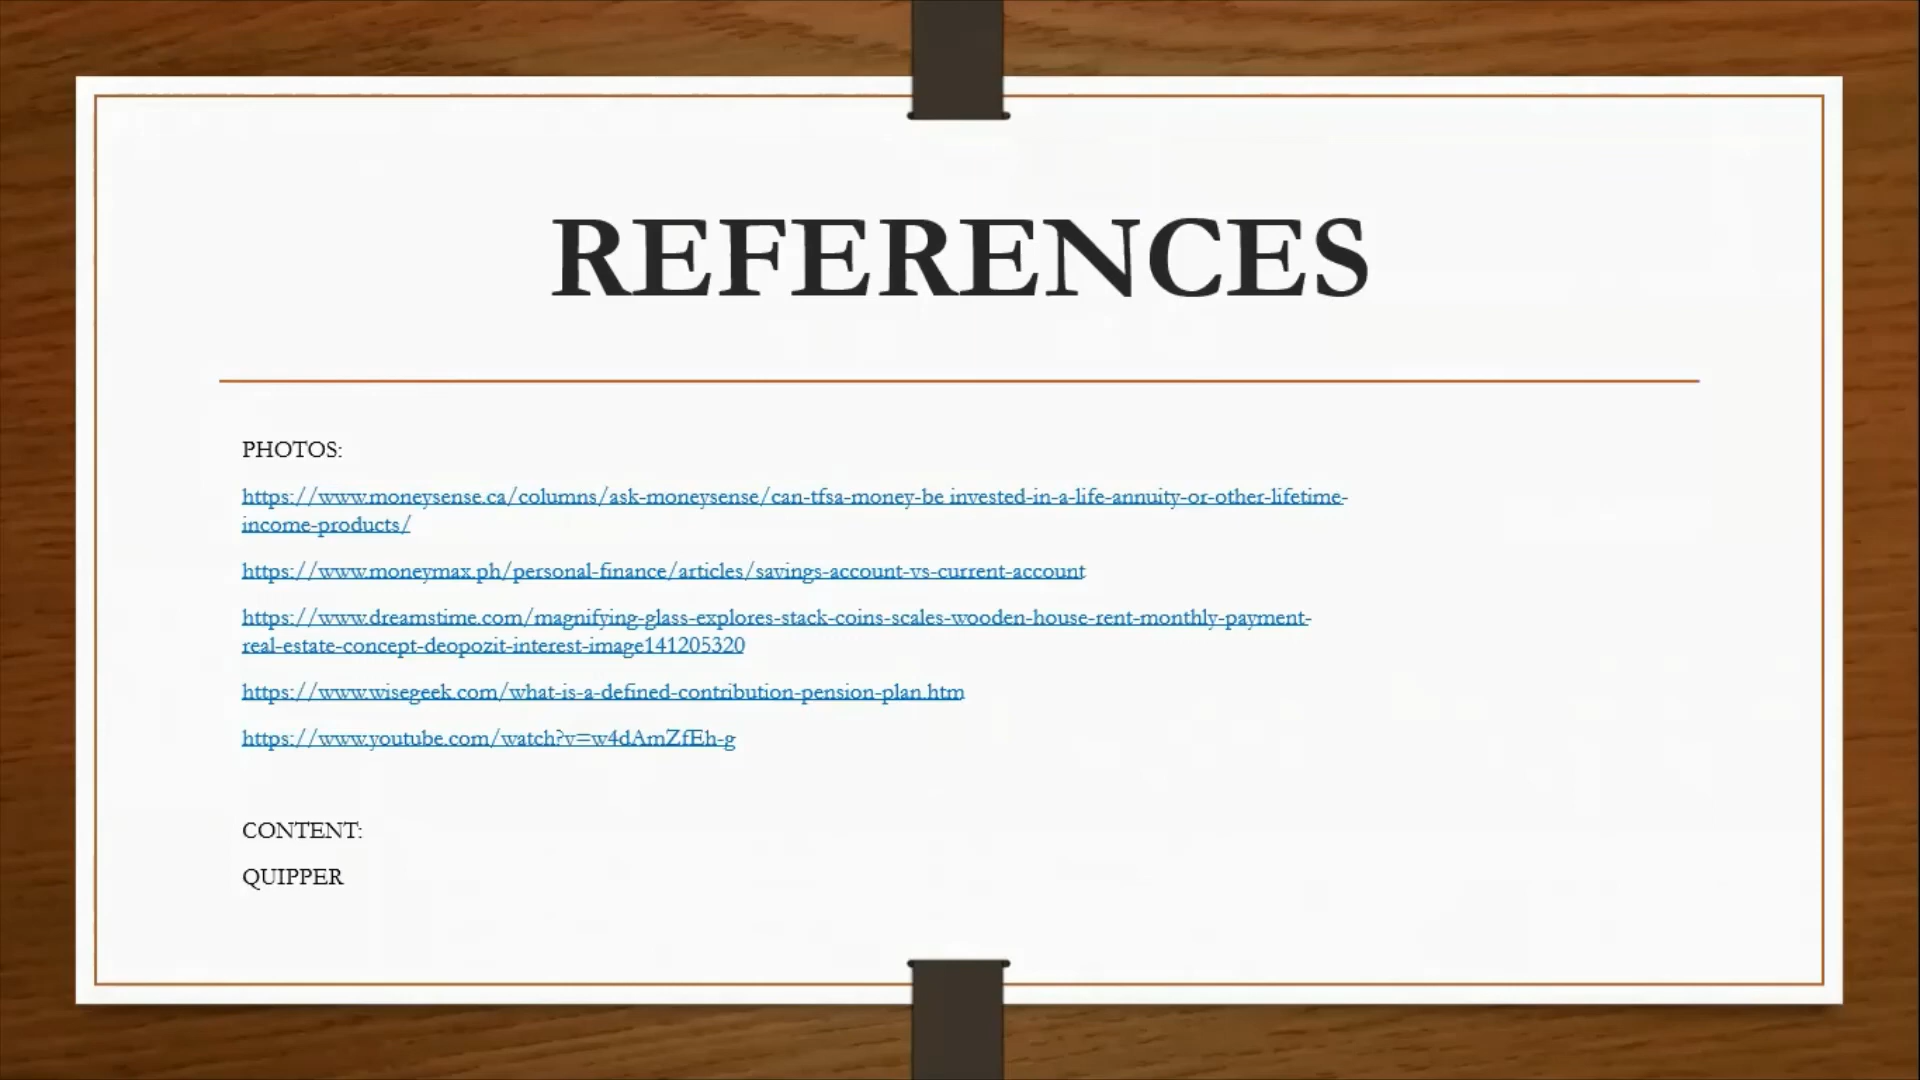 REFERENCES
PHOTOS:
https://www.moneysense.ca/columns/ask-moneysense/can-tfsa-money-be invested-in-a-life-annuity-or-other-lifetime-
income-products/
https://www.moneymax.ph/personal-finance/articles/savings-account-vs-current-account
https://www.dreamstime.com/magnifying-glass-explores-stack-coins-scales-wooden-house-rent-monthly-payment-
real-estate-concept-deopozit-interest-image141205320
https://www.wisegeek.com/what-is-a-defined-contribution-pension-plan.htm
https://www.youtube.com/watch?v=w4dAmZfEh-g
CONTENT:
QUIPPER